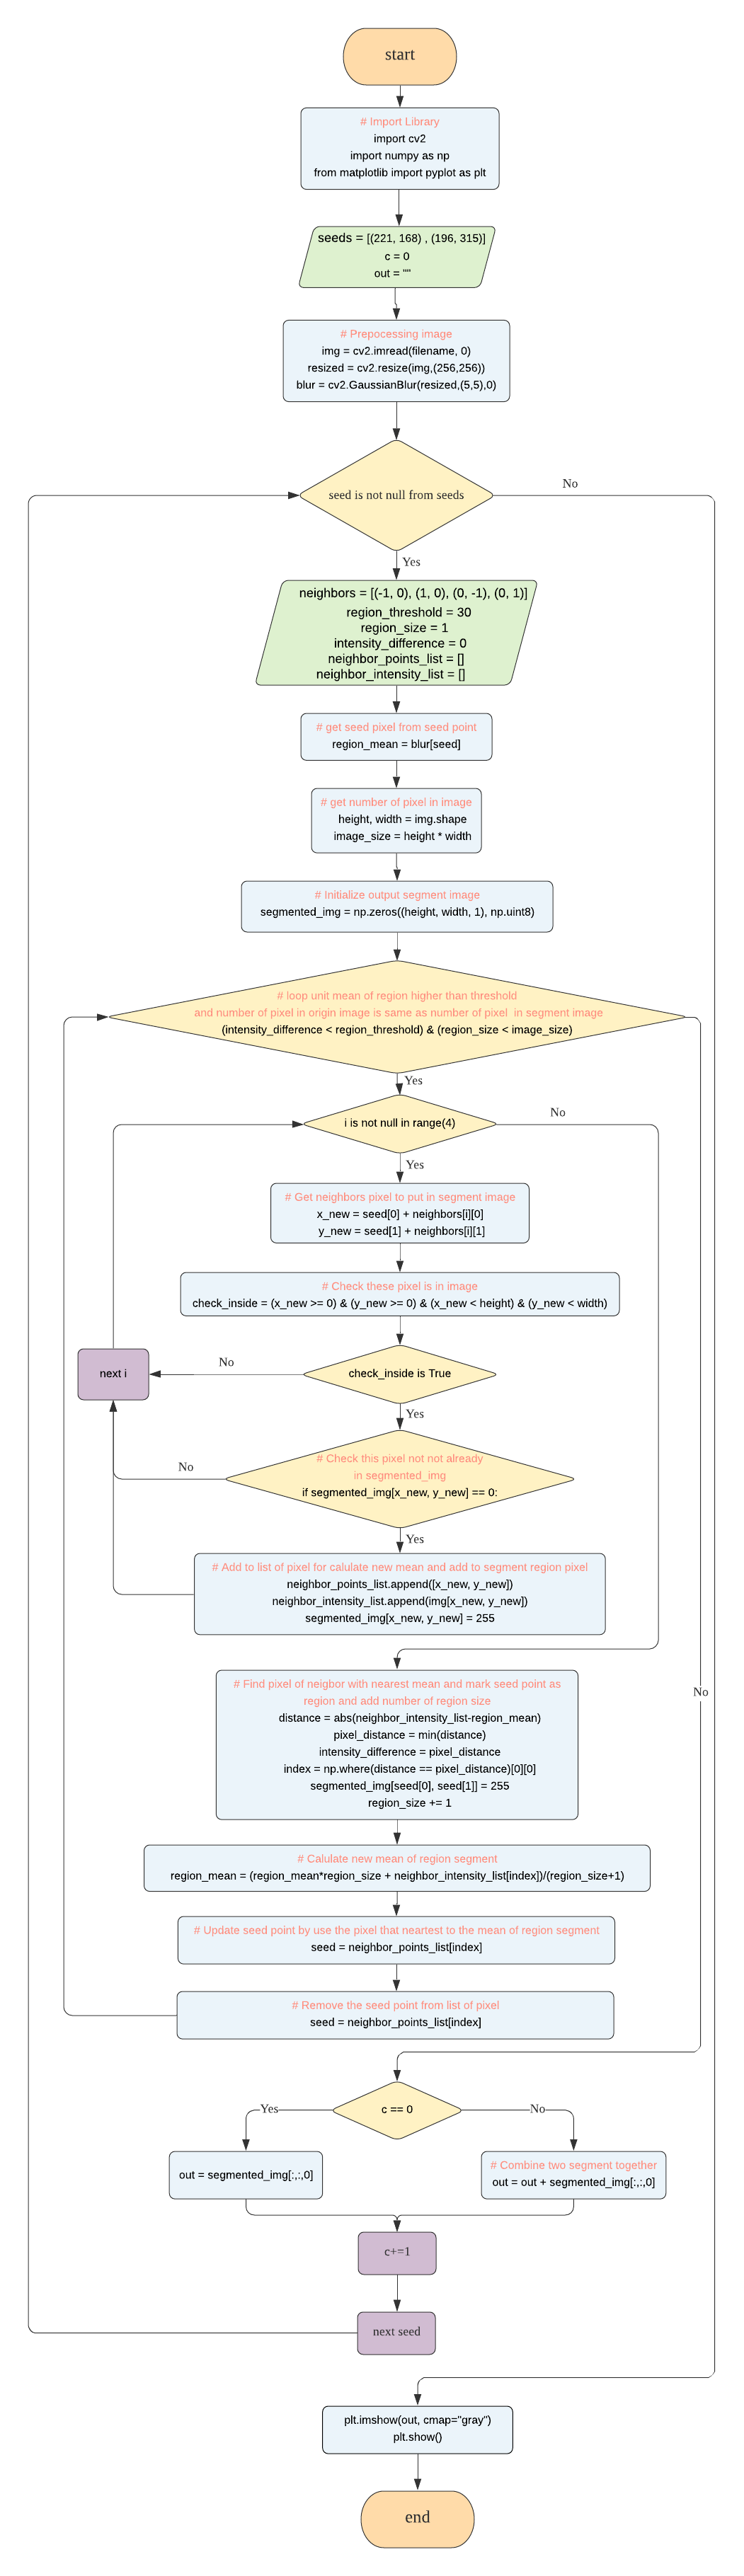 start
# Import Library
import cv2
import numpy as np
from matplotlib import pyplot as plt
seeds = [(221, 168) , (196, 315)]
c = 0
out = ""
# Prepocessing image
img = cv2.imread(filename, 0)
resized = cv2.resize(img,(256,256))
blur = cv2.GaussianBlur(resized,(5,5),0)
seed is not null from seeds
No
Yes
neighbors = [(-1, 0), (1, 0), (0, -1), (0, 1)]
region_threshold = 30
region_size = 1
intensity_difference = 0
neighbor_points_list = []
neighbor_intensity_list = []
# get seed pixel from seed point
region_mean = blur[seed]
# get number of pixel in image
height, width = img.shape
image_size = height * width
# Initialize output segment image
segmented_img = np.zeros((height, width, 1), np.uint8)
# loop unit mean of region higher than threshold
and number of pixel in origin image is same as number of pixel in segment image
(intensity_difference < region_threshold) & (region_size < image_size)
Yes
i is not null in range(4)
No
Yes
# Get neighbors pixel to put in segment image
x_new = seed[0] + neighbors[i][0]
y_new = seed[1] + neighbors[i][1]
# Check these pixel is in image
check_inside = (x_new >= 0) & (y_new >= 0) & (x_new < height) & (y_new < width)
next i
No
check_inside is True
Yes
# Check this pixel not not already
in segmented_img
if segmented_img[x_new, y_new] == 0:
No
Yes
# Add to list of pixel for calulate new mean and add to segment region pixel
neighbor_points_list.append([x_new, y_new])
neighbor_intensity_list.append(img[x_new, y_new])
segmented_img[x_new, y_new] = 255
# Find pixel of neigbor with nearest mean and mark seed point as
region and add number of region size
distance = abs(neighbor_intensity_list-region_mean)
pixel_distance = min(distance)
intensity_difference = pixel_distance
index = np.where(distance == pixel_distance)[0][0]
segmented_img[seed[0], seed[1]] = 255
region_size += 1
No
# Calulate new mean of region segment
region_mean = (region_mean*region_size + neighbor_intensity_list[index])/(region_size+1)
# Update seed point by use the pixel that neartest to the mean of region segment
seed = neighbor_points_list[index]
# Remove the seed point from list of pixel
seed = neighbor_points_list[index]
Yes
c == 0
No
out = segmented_img[:,:,0]
# Combine two segment together
out = out + segmented_img[:,:,0]
c+=1
next seed
plt.imshow(out, cmap="gray")
plt.show()
end